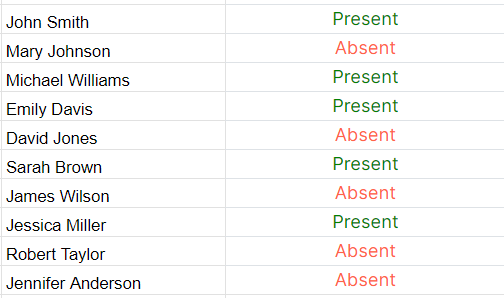 John Smith Present
Mary Johnson Absent
Michael Williams Present
Emily Davis Present
David Jones Absent
Sarah Brown Present
James Wilson Absent
Jessica Miller Present
Robert Taylor Absent
Jennifer Anderson Absent